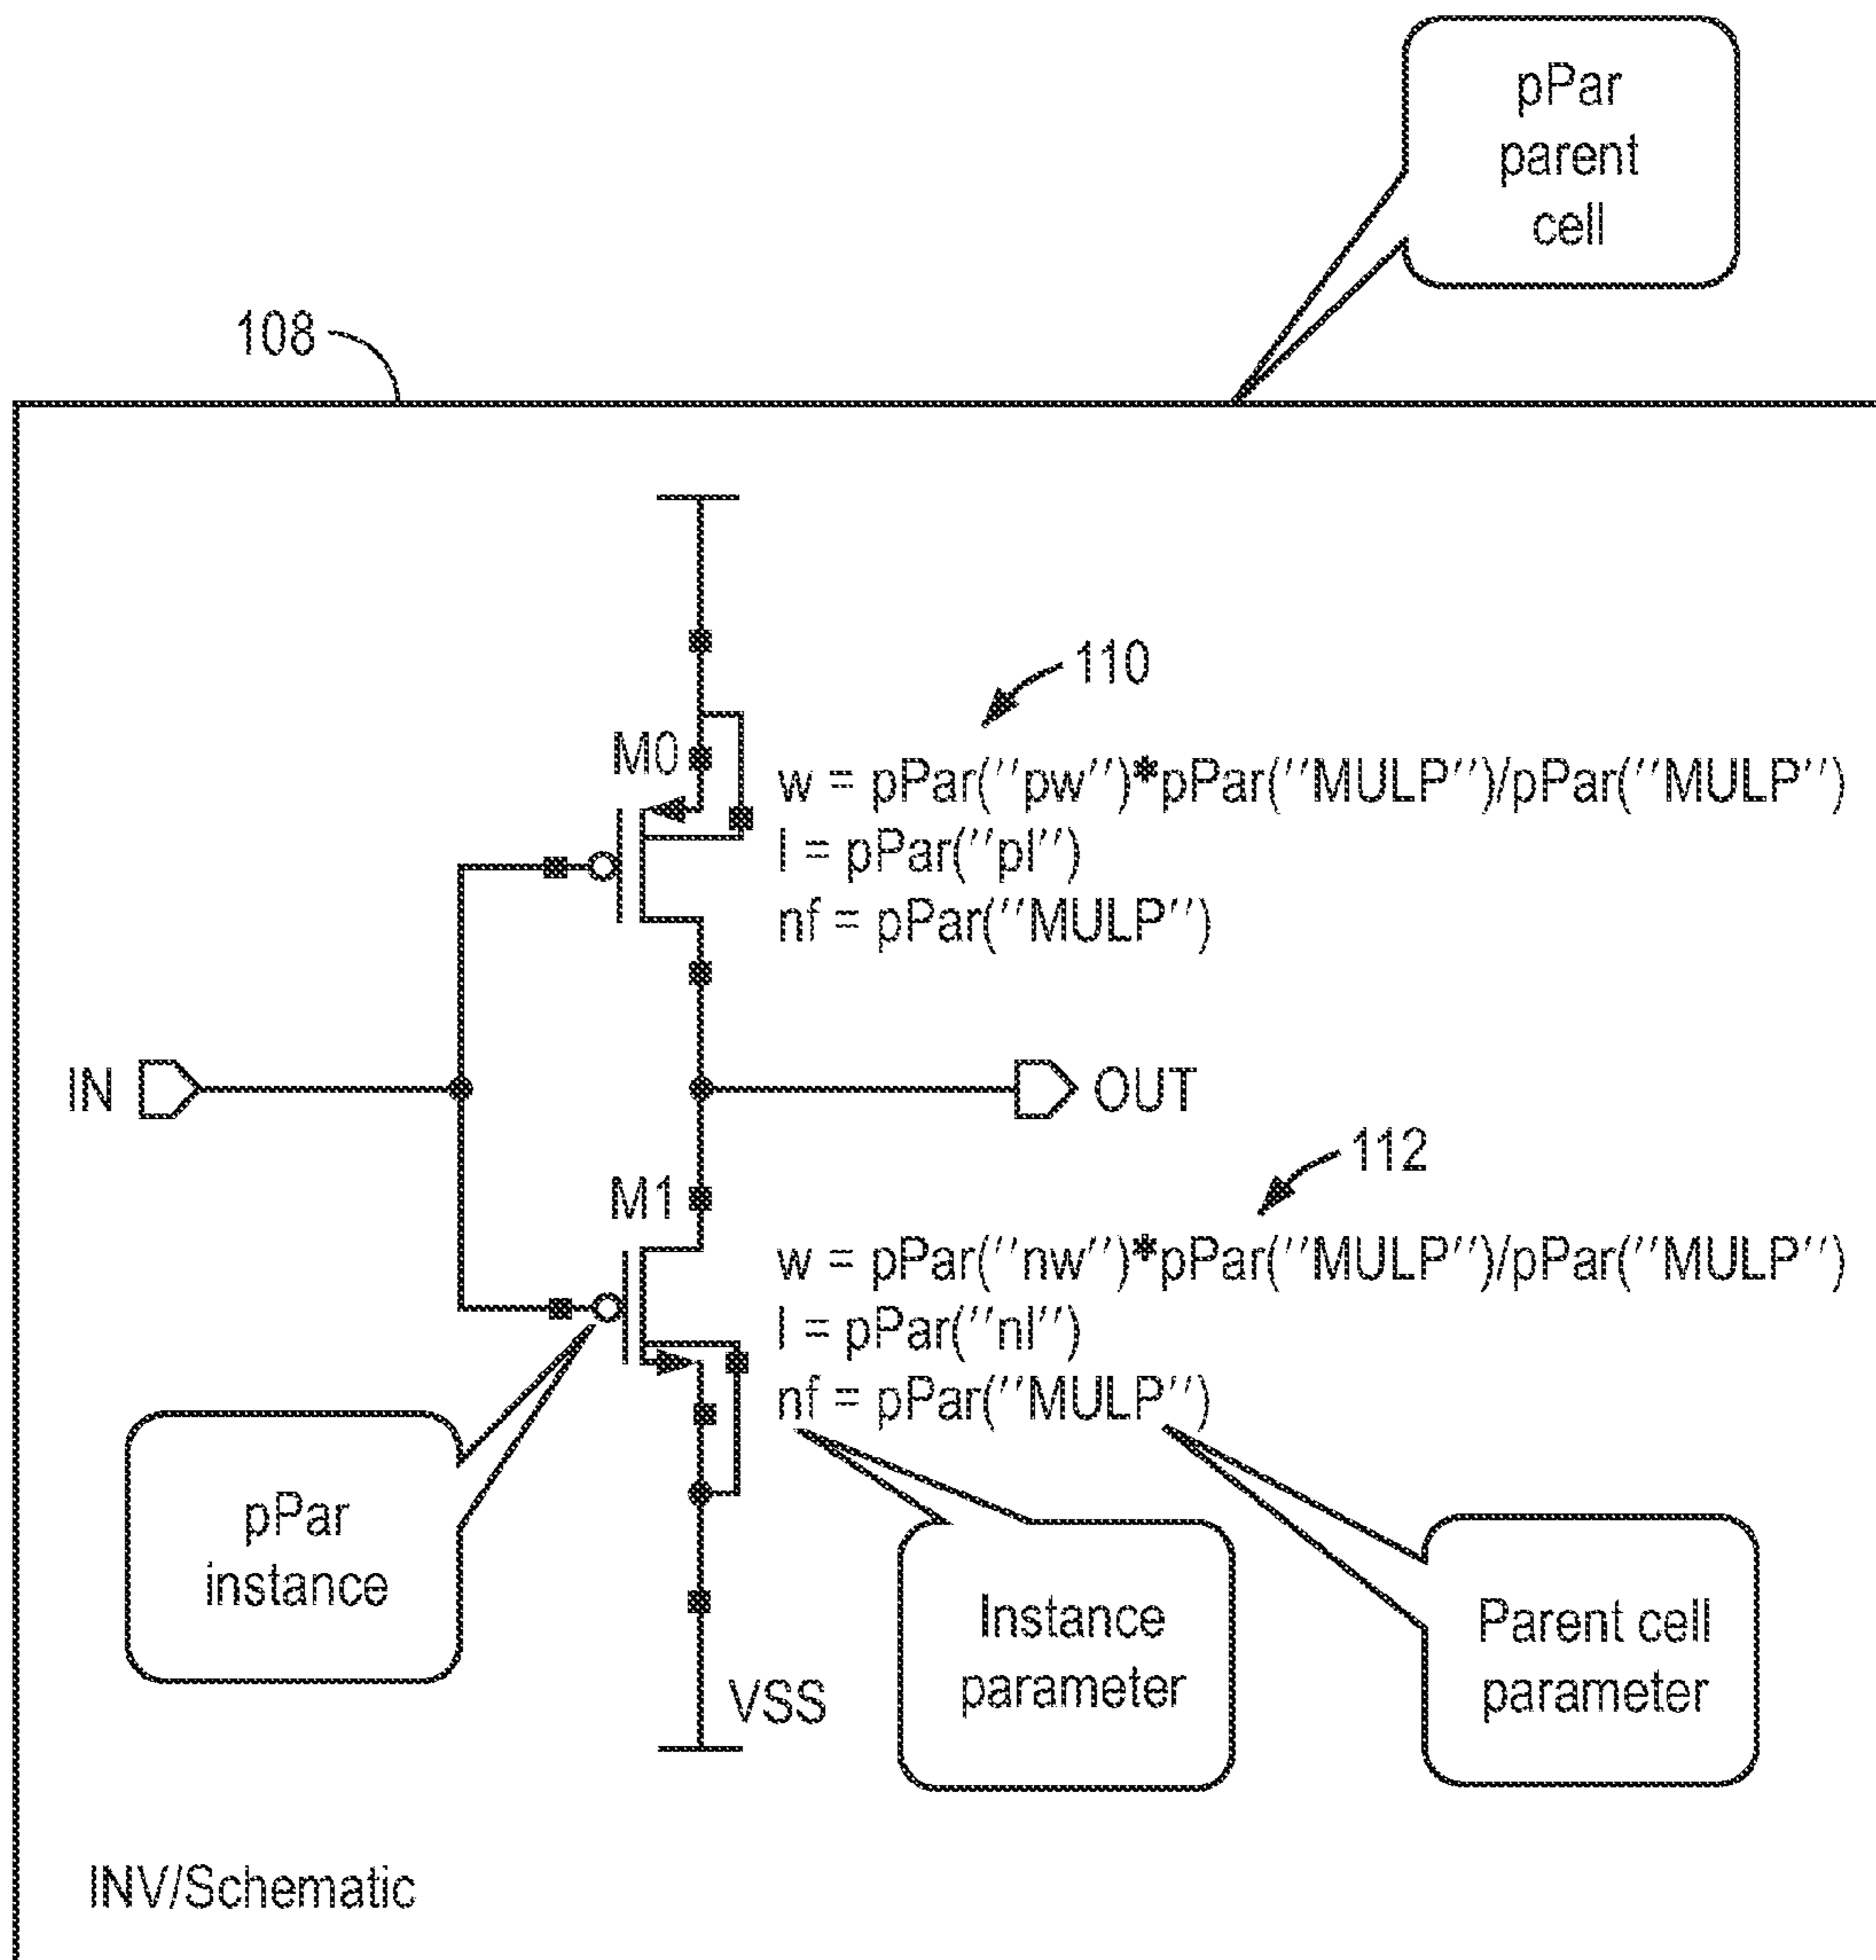 pPar
parent
cell
108
110
M0
w = pPar(''pw'')*pPar(''MULP'')/pPar(''MULP'')
l = pPar(''pl'')
nf = pPar(''MULP'')
IN
OUT
112
M1
w = pPar(''nw'')*pPar(''MULP'')/pPar(''MULP'')
l = pPar(''nl'')
nf = pPar(''MULP'')
pPar
instance
Instance
parameter
Parent cell
parameter
VSS
INV/Schematic